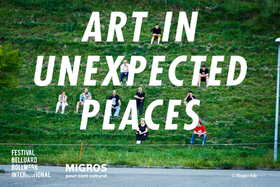 ART IN
UNEXPECTED
PLACES
FESTIVAL
BELLUARD
BOLLWERK
INTERNATIONAL
MIGROS
pour-cent culturel